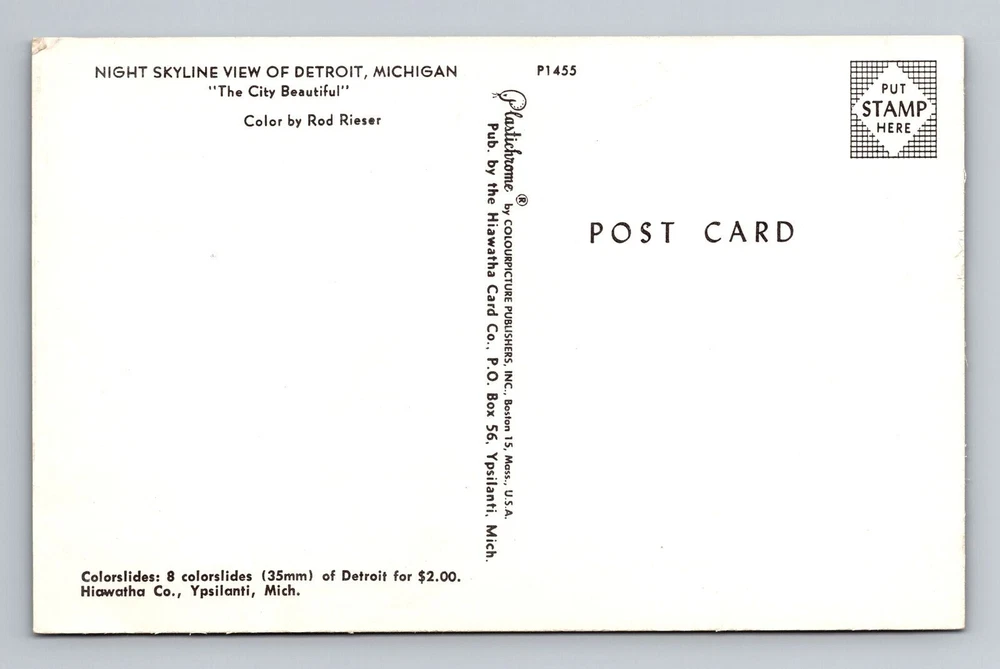 NIGHT SKYLINE VIEW OF DETROIT, MICHIGAN
"The City Beautiful"
Color by Rod Rieser
Colorslides: 8 colorslides (35mm) of Detroit for $2.00.
Hiawatha Co., Ypsilanti, Mich.
Plastichrome ® by COLOURPICTURE PUBLISHERS, INC., Boston 15, Mass., U.S.A.
Pub. by the Hiawatha Card Co., P.O. Box 56, Ypsilanti, Mich.
P1455
PUT
STAMP
HERE
POST CARD